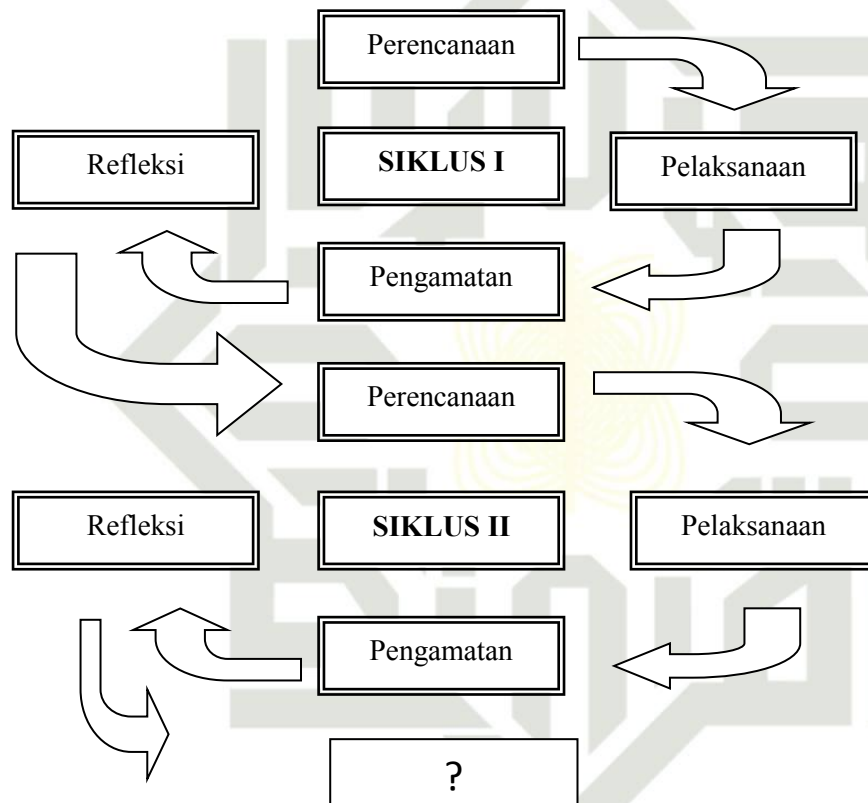 Perencanaan
Refleksi
SIKLUS I
Pelaksanaan
Pengamatan
Perencanaan
Refleksi
SIKLUS II
Pelaksanaan
Pengamatan
?